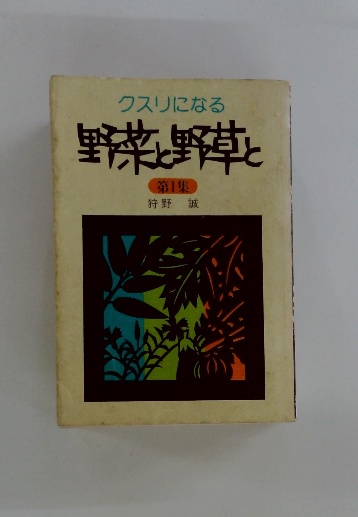 クスリになる
野菜と野草と
第1集
狩野 誠